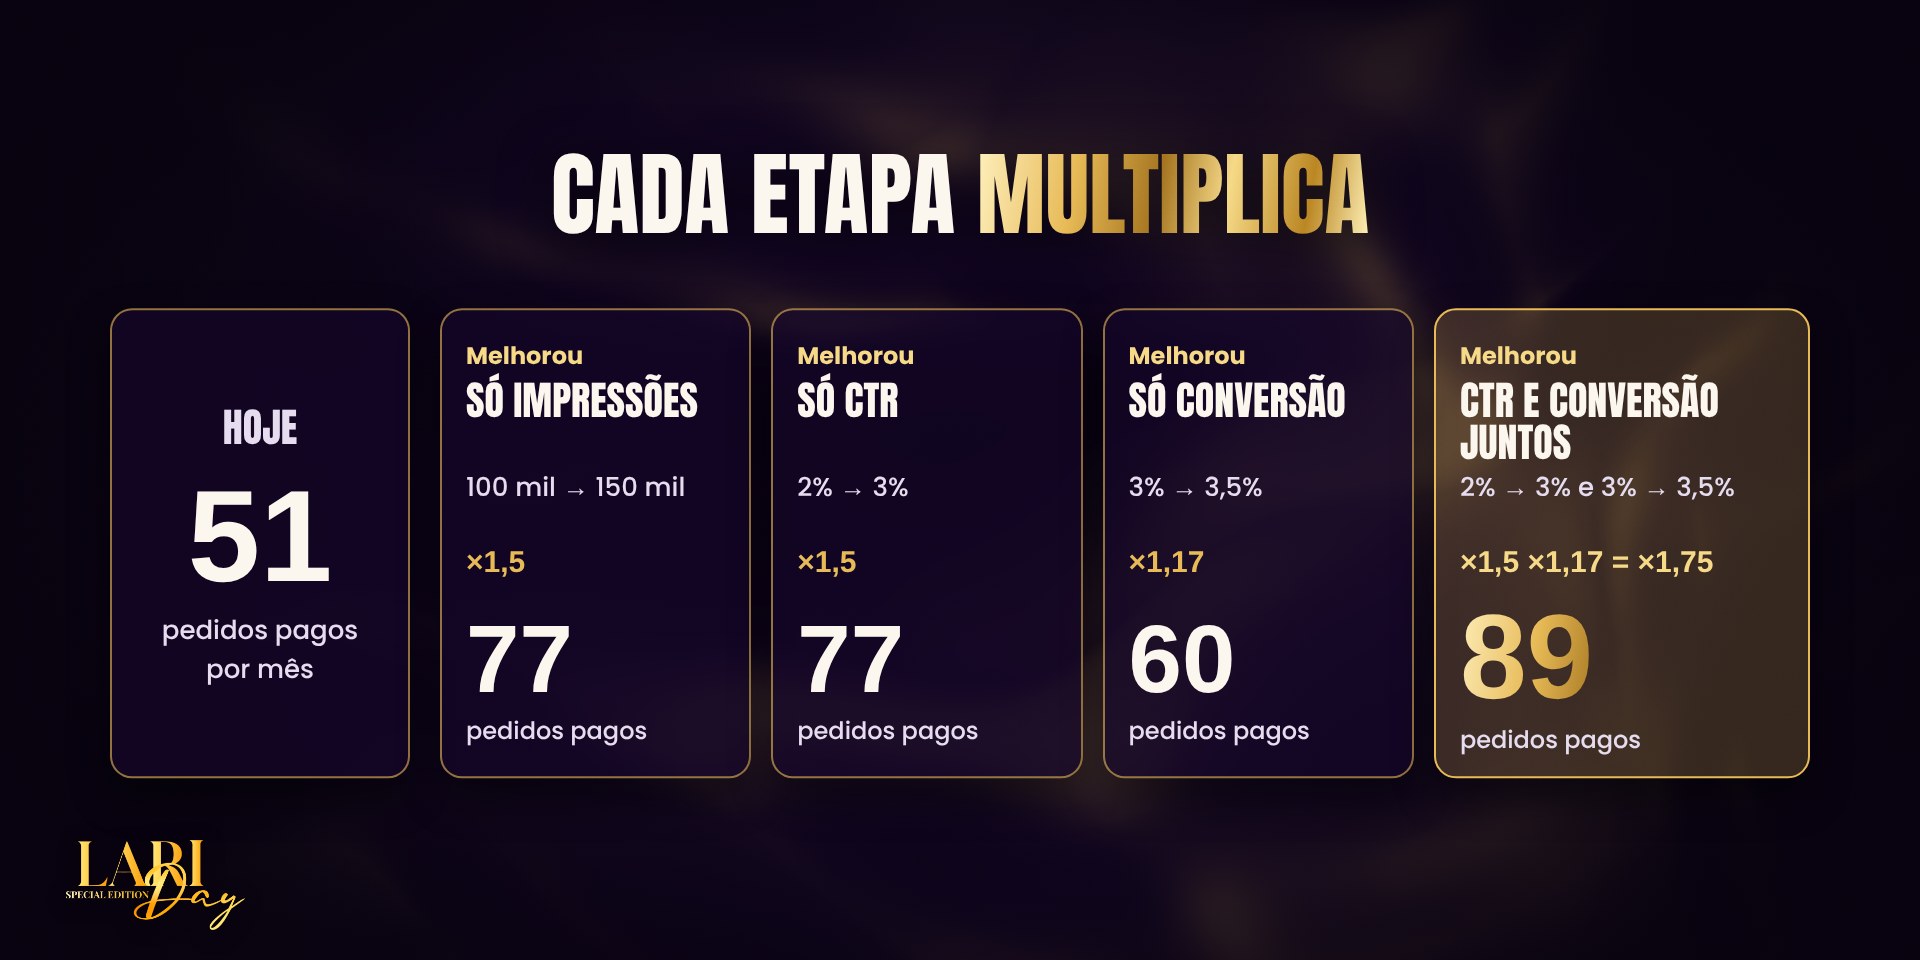 CADA ETAPA MULTIPLICA
HOJE
51
pedidos pagos
por mês
Melhorou
SÓ IMPRESSÕES
100 mil → 150 mil
×1,5
77
pedidos pagos
Melhorou
SÓ CTR
2% → 3%
×1,5
77
pedidos pagos
Melhorou
SÓ CONVERSÃO
3% → 3,5%
×1,17
60
pedidos pagos
Melhorou
CTR E CONVERSÃO
JUNTOS
2% → 3% e 3% → 3,5%
×1,5 ×1,17 = ×1,75
89
pedidos pagos
LABI
SPECIAL EDITION Day